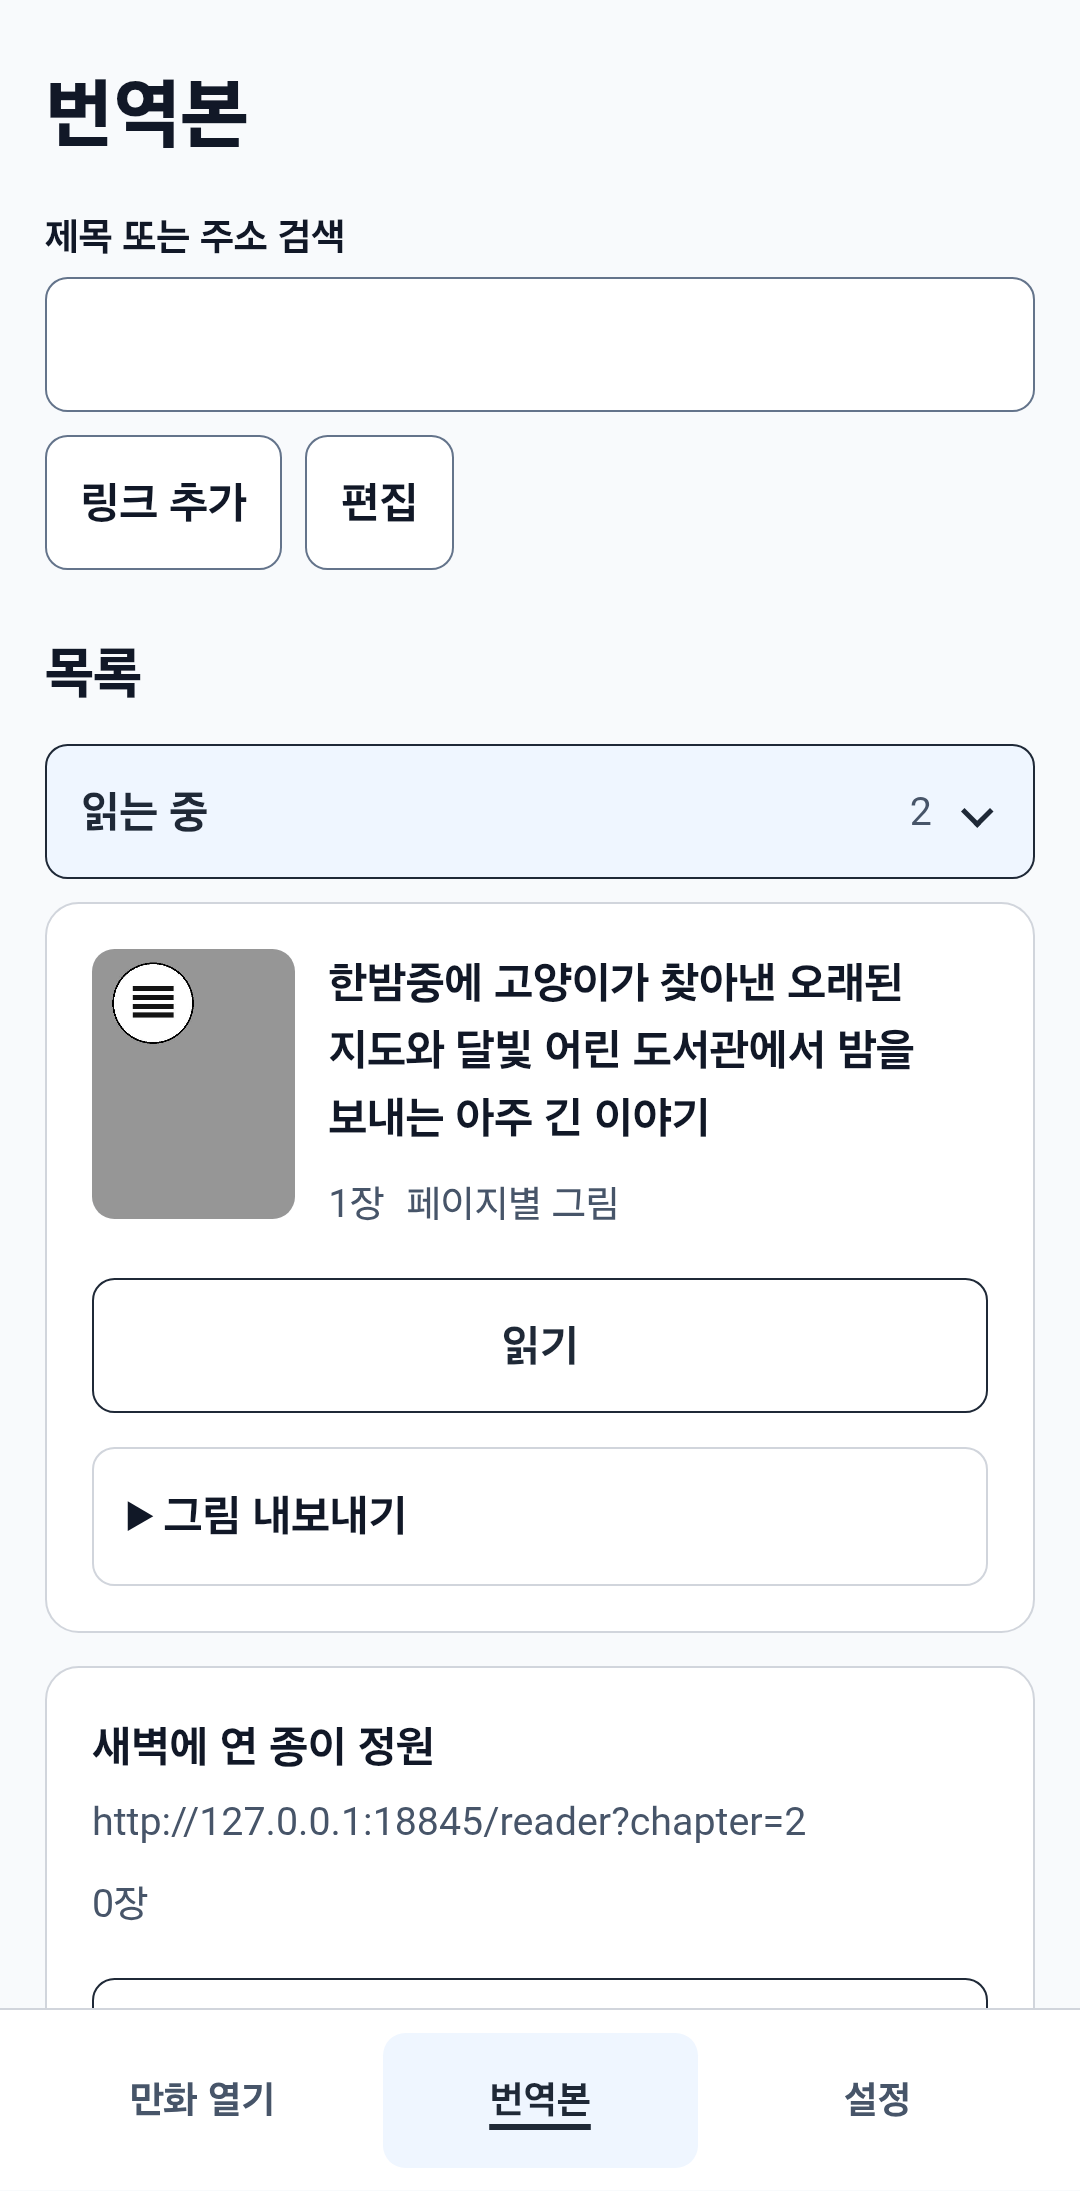 번역본
제목 또는 주소 검색
링크 추가
편집
목록
읽는 중
2
한밤중에 고양이가 찾아낸 오래된
지도와 달빛 어린 도서관에서 밤을
보내는 아주 긴 이야기
1장 페이지별 그림
읽기
▶ 그림 내보내기
새벽에 연 종이 정원
http://127.0.0.1:18845/reader?chapter=2
0장
만화 열기
번역본
설정